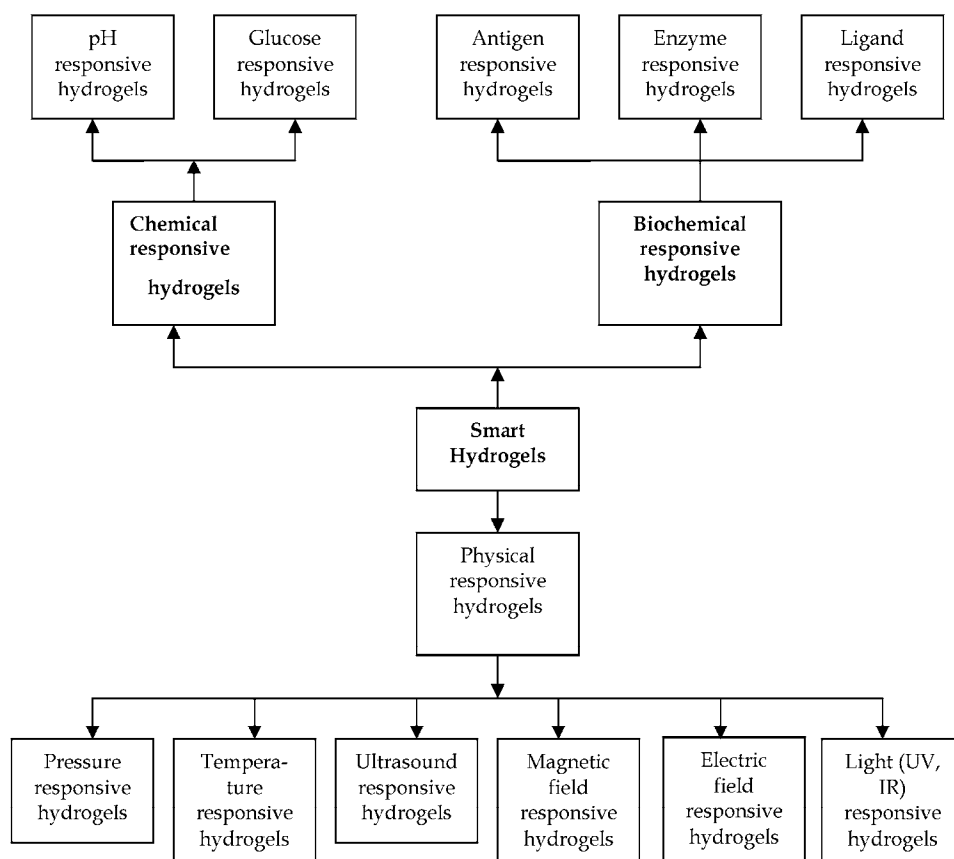 pH
responsive
hydrogels
Glucose
responsive
hydrogels
Antigen
responsive
hydrogels
Enzyme
responsive
hydrogels
Ligand
responsive
hydrogels
Chemical
responsive
hydrogels
Biochemical
responsive
hydrogels
Smart
Hydrogels
Physical
responsive
hydrogels
Pressure
responsive
hydrogels
Tempera-
ture
responsive
hydrogels
Ultrasound
responsive
hydrogels
Magnetic
field
responsive
hydrogels
Electric
field
responsive
hydrogels
Light (UV,
IR)
responsive
hydrogels